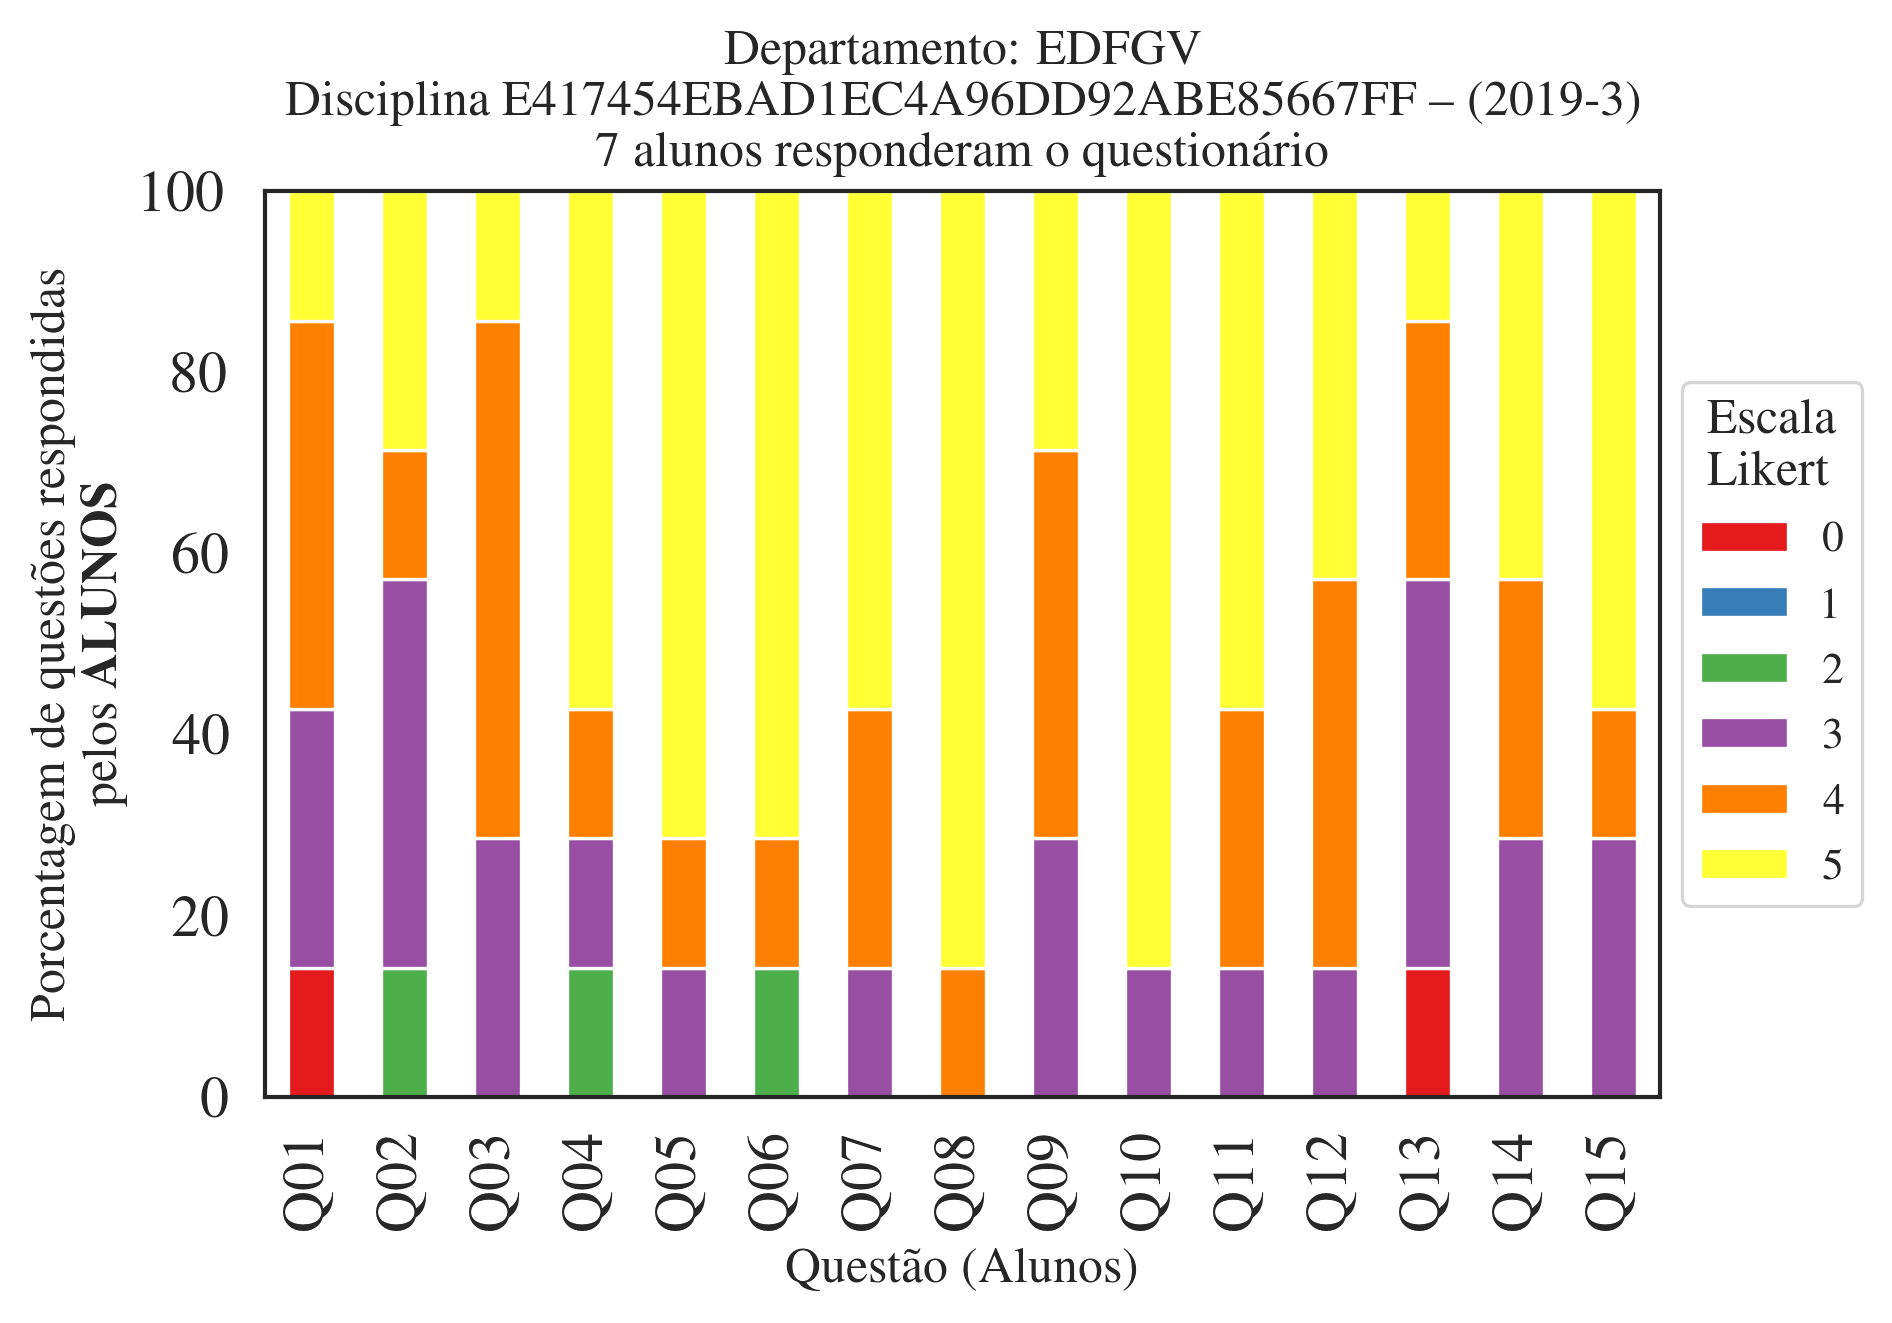 Departamento: EDFGV
Disciplina E417454EBAD1EC4A96DD92ABE85667FF – (2019-3)
7 alunos responderam o questionário
Porcentagem de questões respondidas
pelos ALUNOS
100
80
60
40
20
0
Q01
Q02
Q03
Q04
Q05
Q06
Q07
Q08
Q09
Q10
Q11
Q12
Q13
Q14
Q15
Questão (Alunos)
Escala
Likert
0
1
2
3
4
5